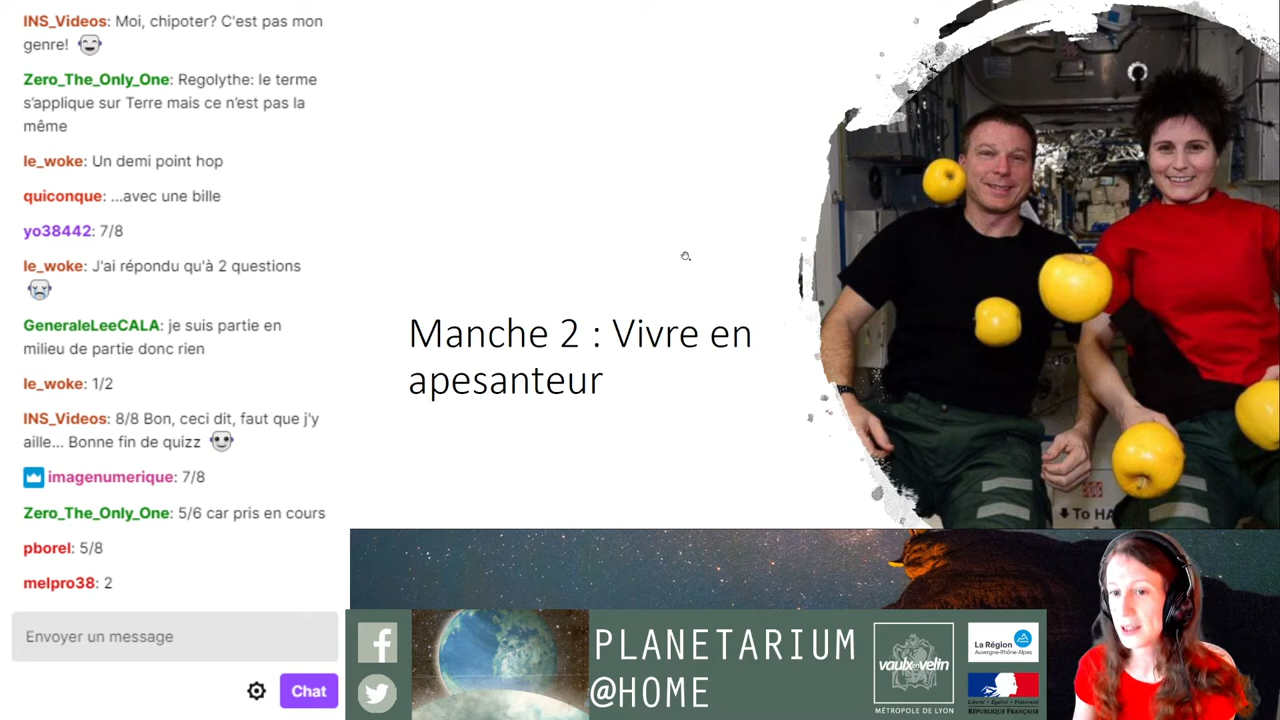 INS_Videos: Moi, chipoter? C'est pas mon
genre!
Zero_The_Only_One: Regolythe: le terme
s'applique sur Terre mais ce n'est pas la
même
le_woke: Un demi point hop
quiconque: ...avec une bille
yo38442: 7/8
le_woke: J'ai répondu qu'à 2 questions
GeneraleLeeCALA: je suis partie en
milieu de partie donc rien
le_woke: 1/2
INS_Videos: 8/8 Bon, ceci dit, faut que j'y
aille... Bonne fin de quizz
imagenumerique: 7/8
Zero_The_Only_One: 5/6 car pris en cours
pborel: 5/8
melpro38: 2
Envoyer un message
Chat
Manche 2 : Vivre en
apesanteur
To HA
PLANETARIUM
@HOME
vaulx en velin
MÉTROPOLE DE LYON
La Région
Auvergne-Rhône-Alpes
Liberté • Égalité • Fraternité
RÉPUBLIQUE FRANÇAISE